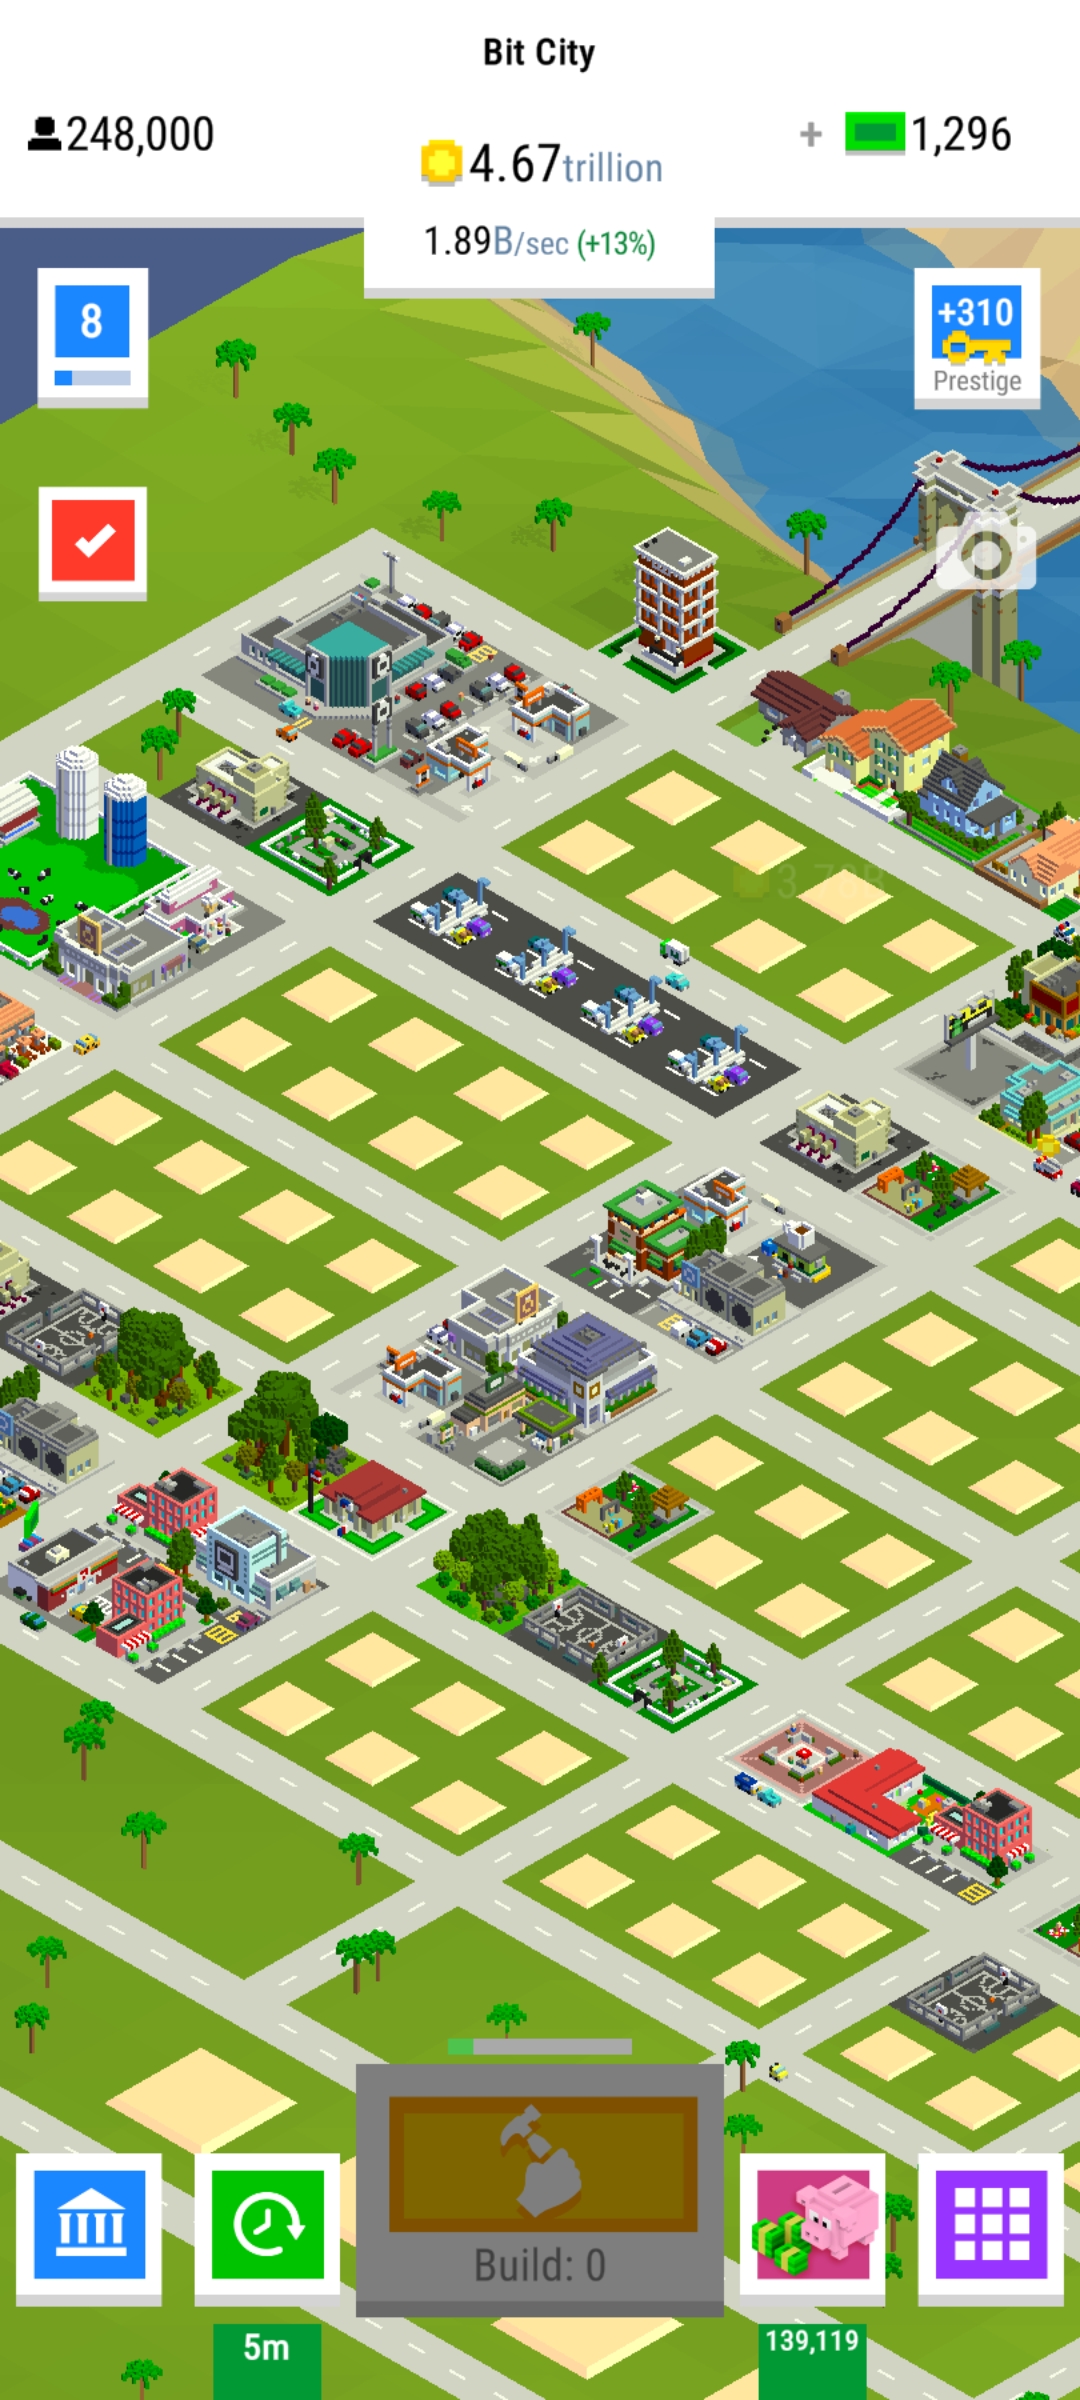 Bit City
248,000
4.67trillion
+ 1,296
1.89B/sec (+13%)
8
+310
Prestige
Build: 0
5m
139,119